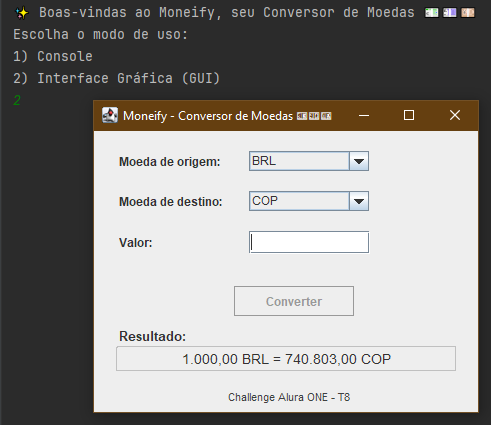 ✨ Boas-vindas ao Moneify, seu Conversor de Moedas 💵💶💴
Escolha o modo de uso:
1) Console
2) Interface Gráfica (GUI)
2
Moneify - Conversor de Moedas 💵💶💴
Moeda de origem: BRL
Moeda de destino: COP
Valor:
Converter
Resultado:
1.000,00 BRL = 740.803,00 COP
Challenge Alura ONE - T8